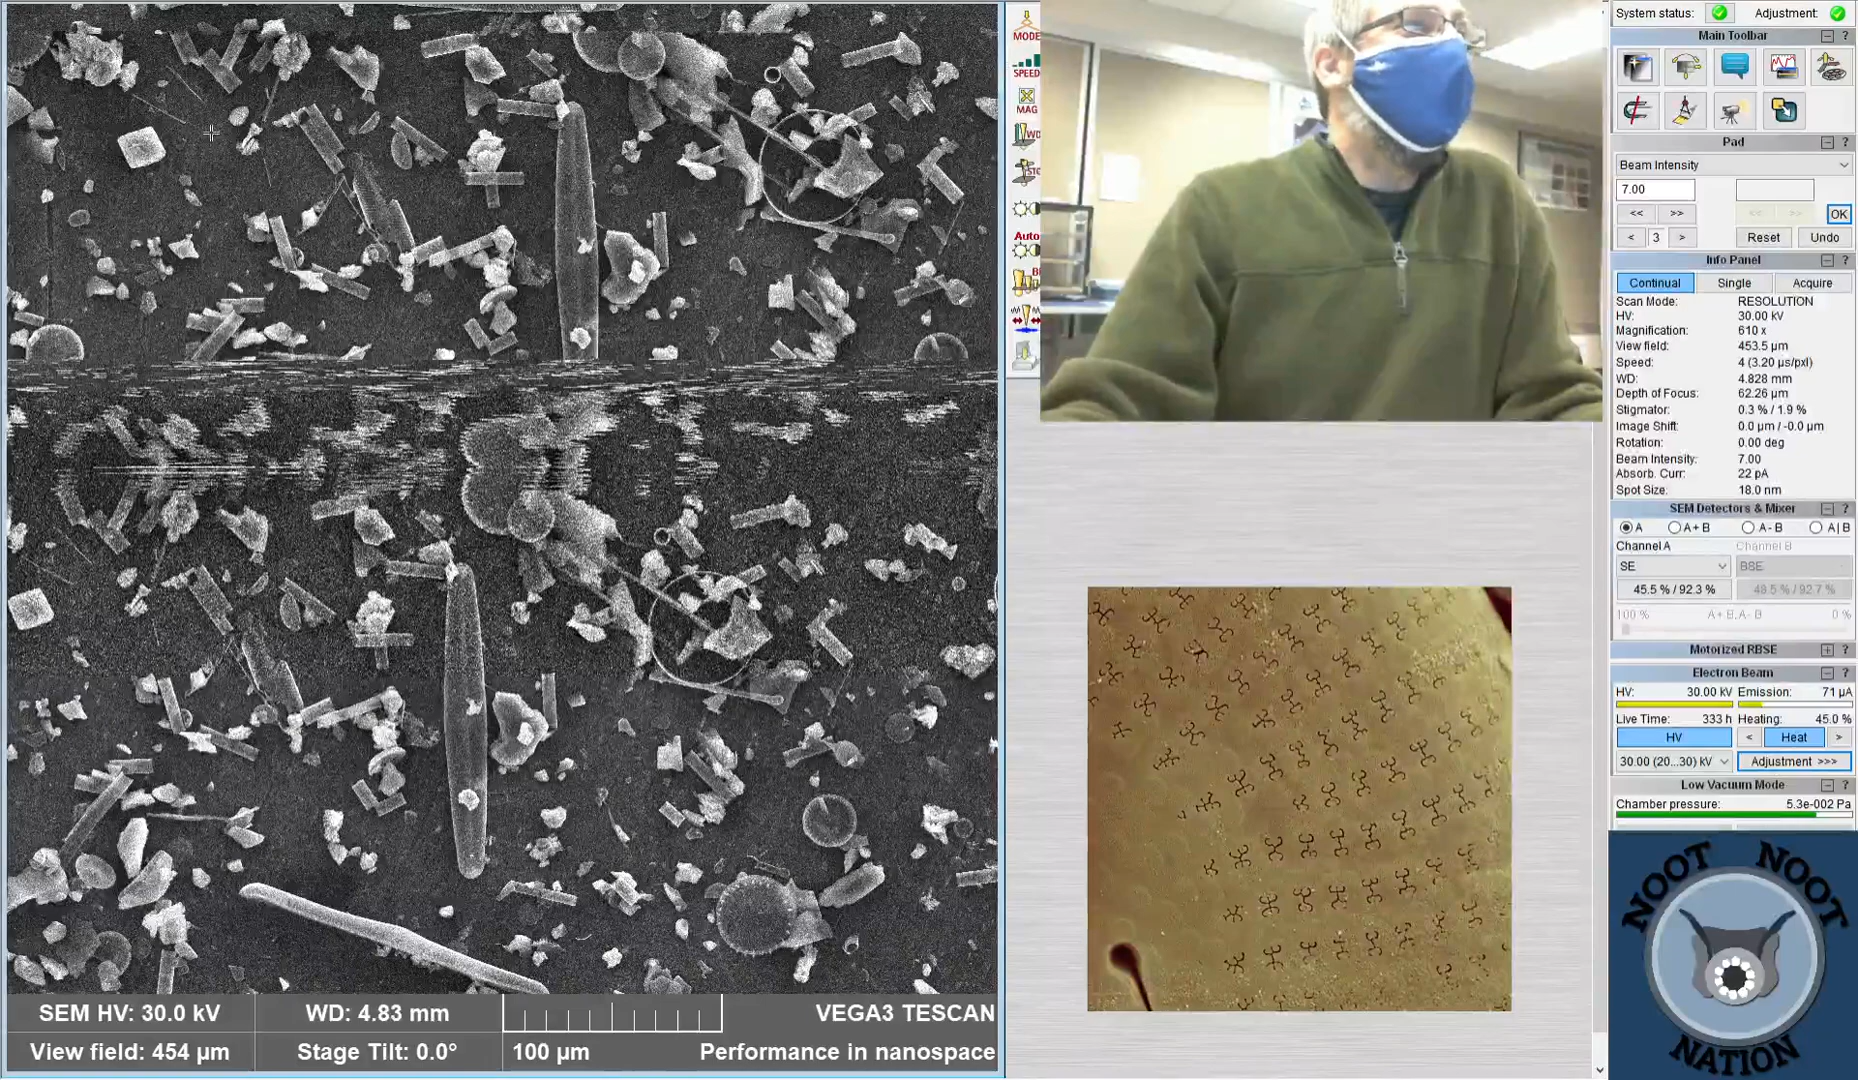 SEM HV: 30.0 kV
WD: 4.83 mm
VEGA3 TESCAN
View field: 454 µm
Stage Tilt: 0.0°
100 µm
Performance in nanospace
MODE
SPEED
MAG
WD
Auto
System status:
Adjustment:
Main Toolbar
?
Pad
?
Beam Intensity
7.00
<< >>
<< >>
OK
< 3 >
Reset
Undo
Info Panel
?
Continual
Single
Acquire
Scan Mode: RESOLUTION
HV: 30.00 kV
Magnification: 610 x
View field: 453.5 µm
Speed: 4 (3.20 µs/pxl)
WD: 4.828 mm
Depth of Focus: 62.26 µm
Stigmator: 0.3 % / 1.9 %
Image Shift: 0.0 µm / -0.0 µm
Rotation: 0.00 deg
Beam Intensity: 7.00
Absorb. Curr: 22 pA
Spot Size: 18.0 nm
SEM Detectors & Mixer
?
A
A + B
A - B
A | B
Channel A
Channel B
SE
BSE
45.5 % / 92.3 %
100 %
A + B, A - B
0 %
Motorized RBSE
?
Electron Beam
?
HV: 30.00 kV
Emission: 71 µA
Live Time: 333 h
Heating: 45.0 %
HV
< Heat >
30.00 (20...30) kV
Adjustment >>>
Low Vacuum Mode
?
Chamber pressure: 5.3e-002 Pa
NOOT NOOT
NATION